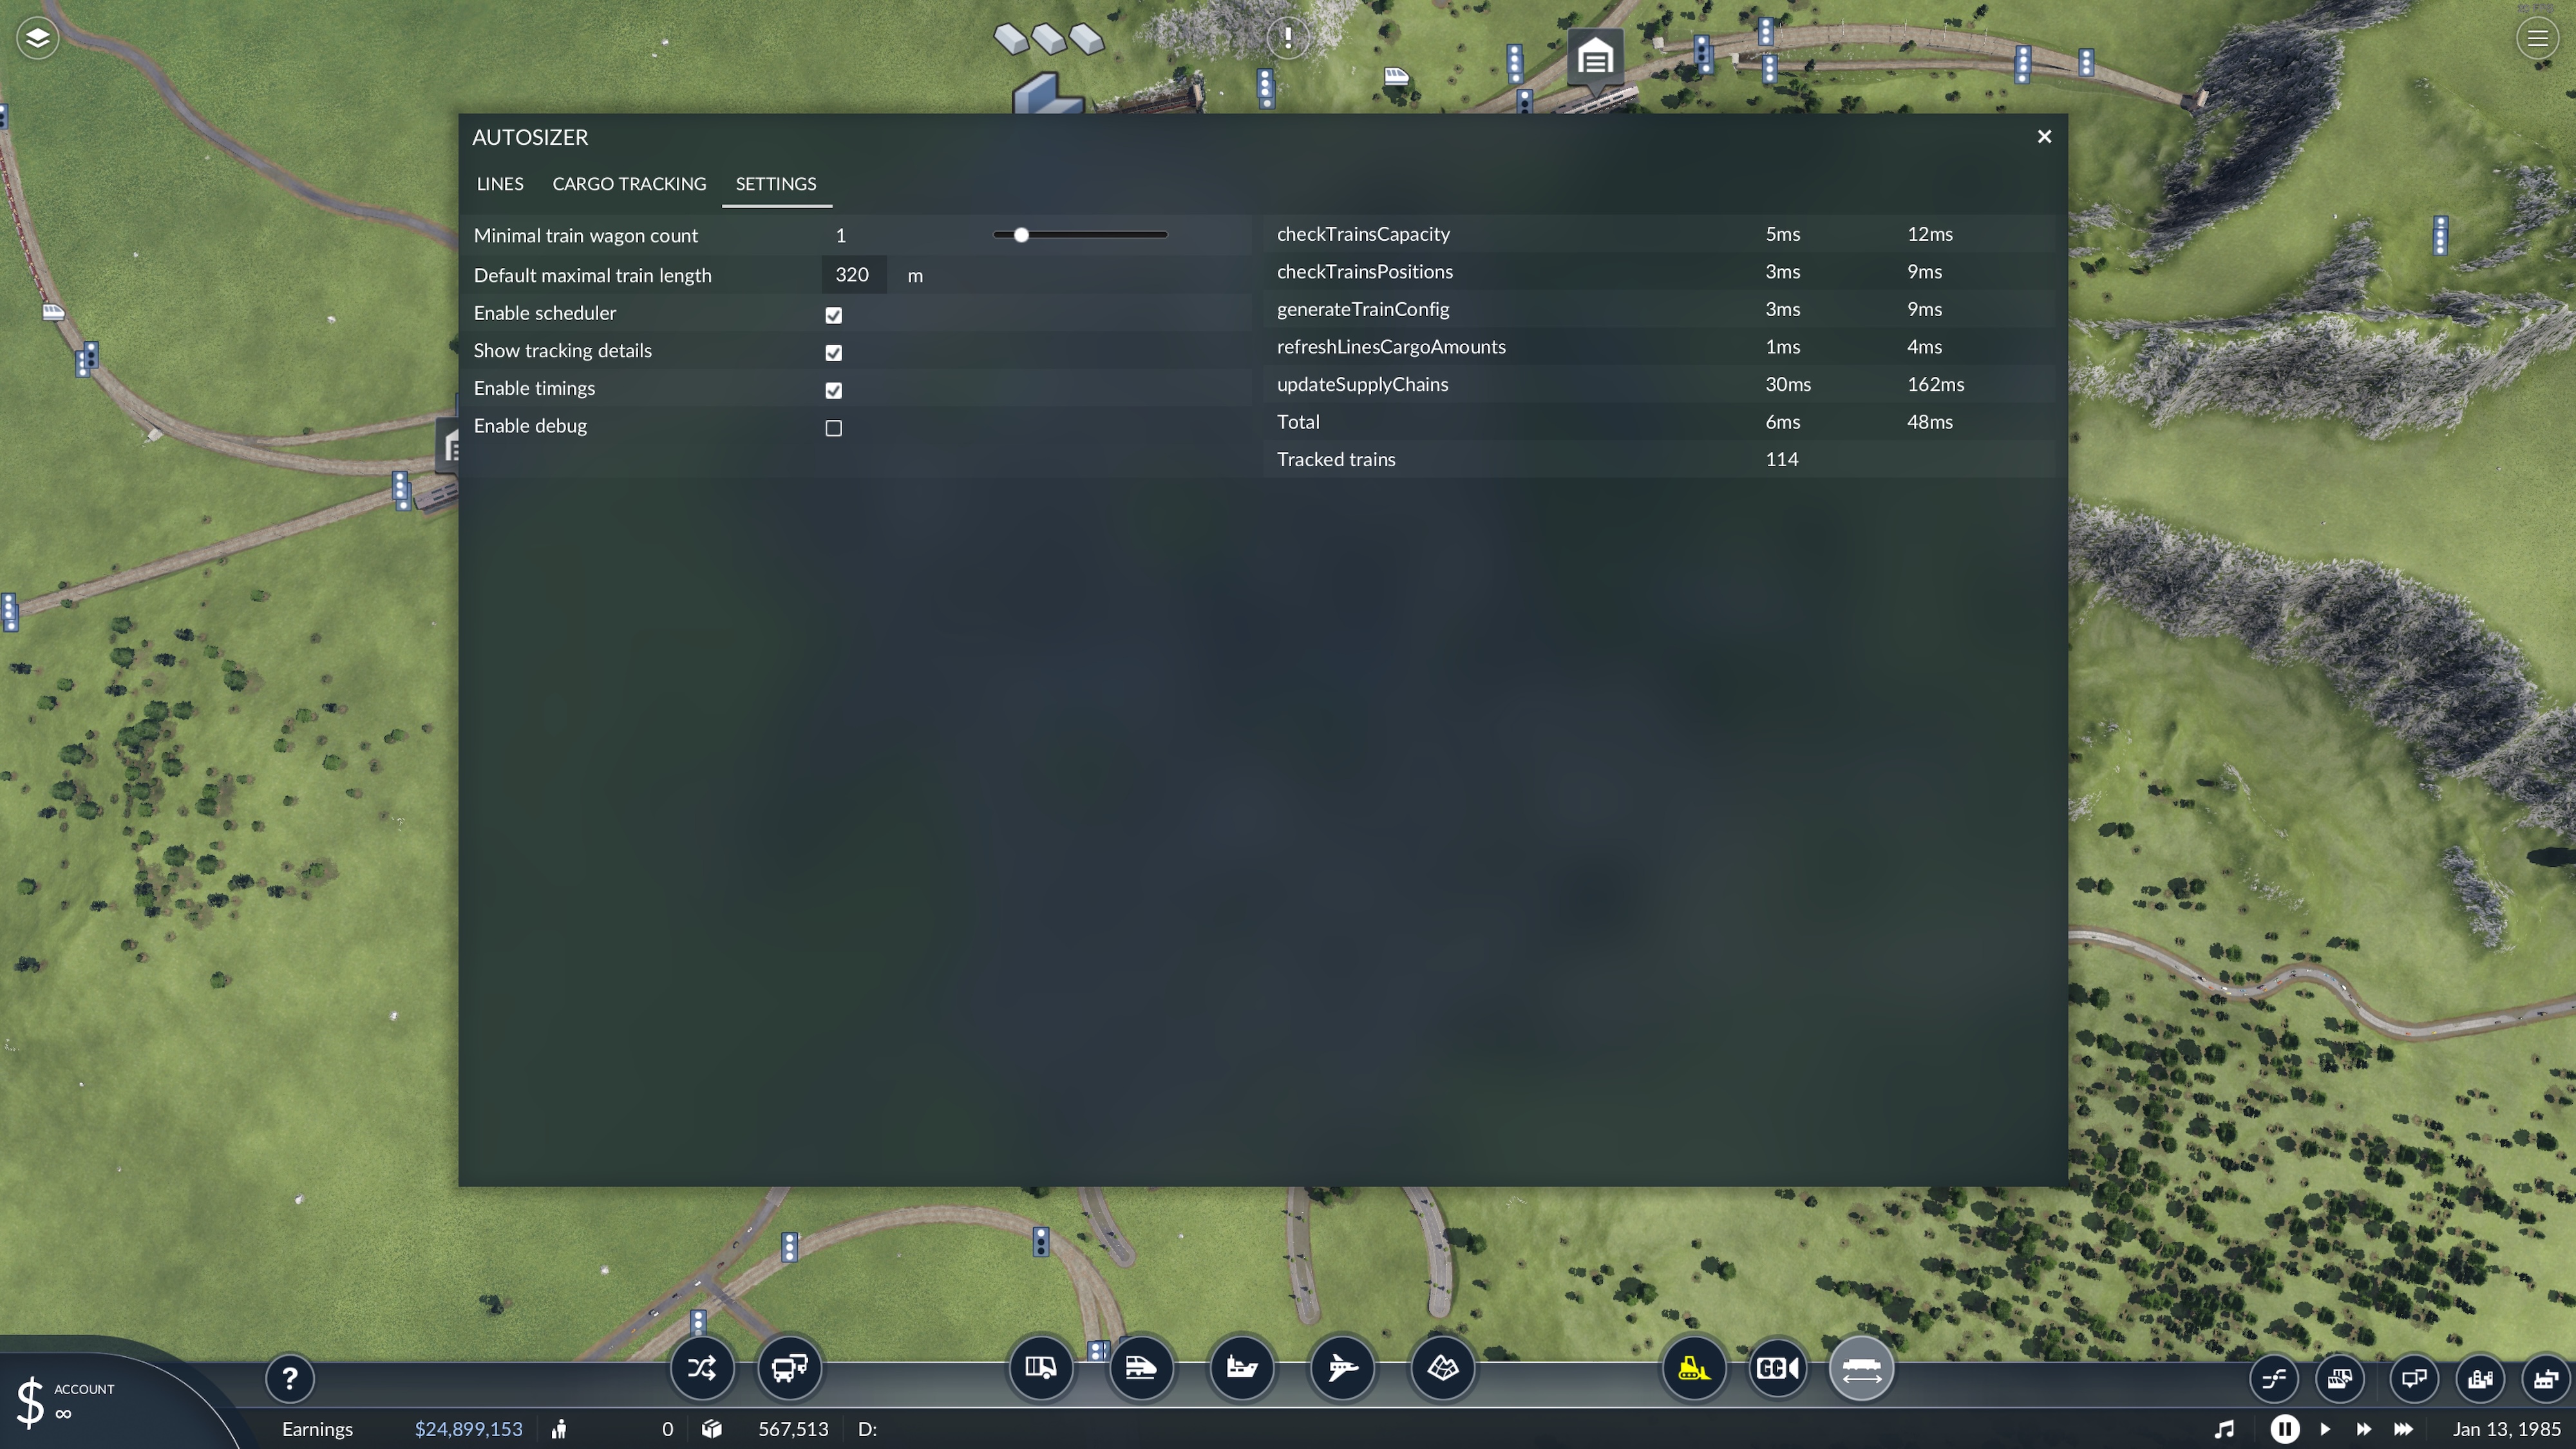 AUTOSIZER
LINES CARGO TRACKING SETTINGS
Minimal train wagon count 1
Default maximal train length 320 m
Enable scheduler
Show tracking details
Enable timings
Enable debug
checkTrainsCapacity 5ms 12ms
checkTrainsPositions 3ms 9ms
generateTrainConfig 3ms 9ms
refreshLinesCargoAmounts 1ms 4ms
updateSupplyChains 30ms 162ms
Total 6ms 48ms
Tracked trains 114
$ ACCOUNT
∞
?
GC
Earnings $24,899,153 0 567,513 D: Jan 13, 1985